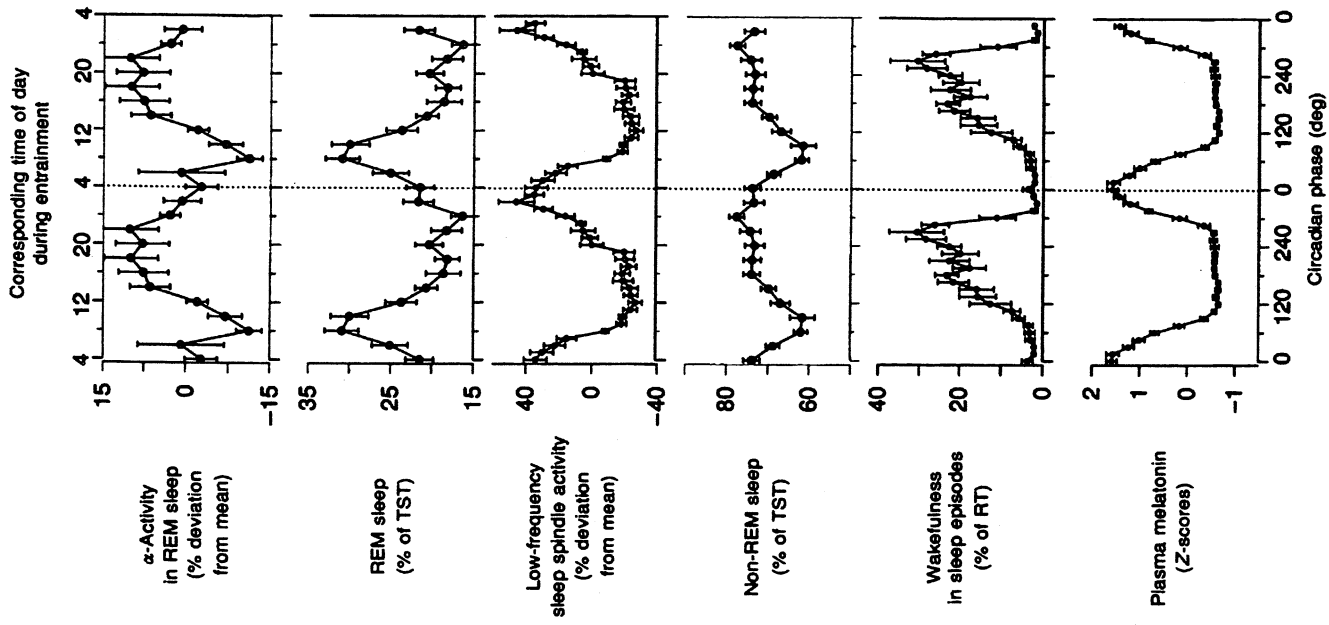 Corresponding time of day
during entrainment
4 12 20 4 12 20 4
α-Activity
in REM sleep
(% deviation
from mean)
15
0
-15
REM sleep
(% of TST)
35
25
15
Low-frequency
sleep spindle activity
(% deviation
from mean)
40
0
-40
Non-REM sleep
(% of TST)
80
60
Wakefulness
in sleep episodes
(% of RT)
40
20
0
Plasma melatonin
(Z-scores)
2
1
0
-1
0 120 240 0 120 240 0
Circadian phase (deg)